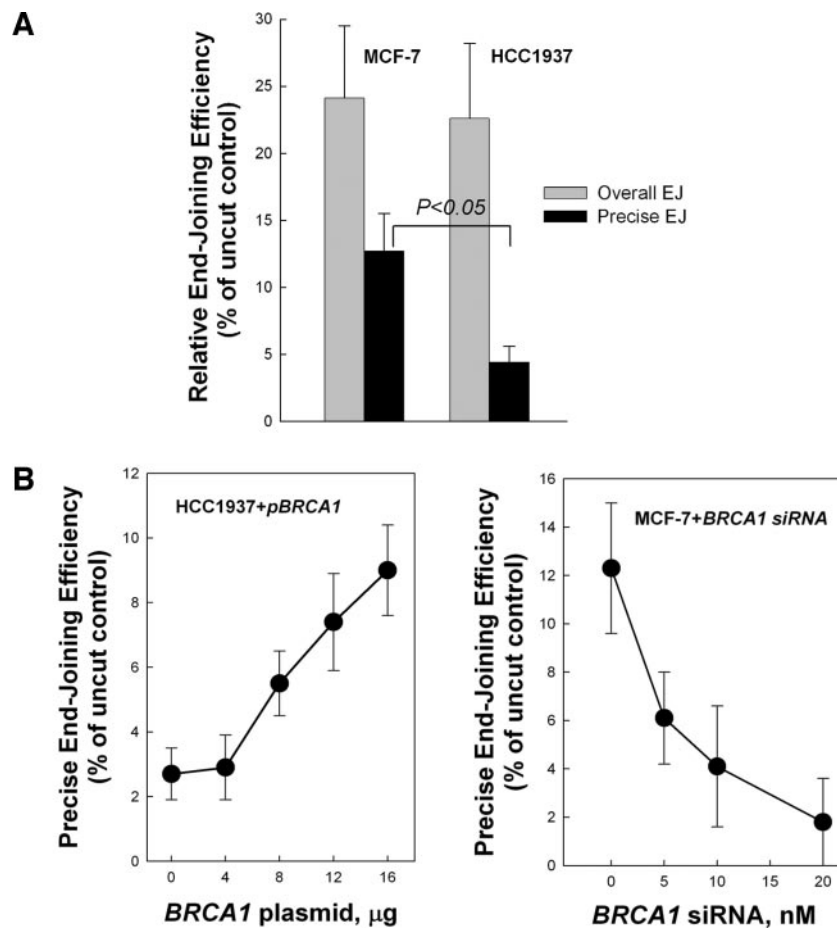 A
Relative End-Joining Efficiency
(% of uncut control)
30
25
20
15
10
5
0
MCF-7
HCC1937
P<0.05
Overall EJ
Precise EJ
B
Precise End-Joining Efficiency
(% of uncut control)
12
10
8
6
4
2
0
HCC1937+pBRCA1
0 4 8 12 16
BRCA1 plasmid, μg
Precise End-Joining Efficiency
(% of uncut control)
16
14
12
10
8
6
4
2
0
MCF-7+BRCA1 siRNA
0 5 10 15 20
BRCA1 siRNA, nM